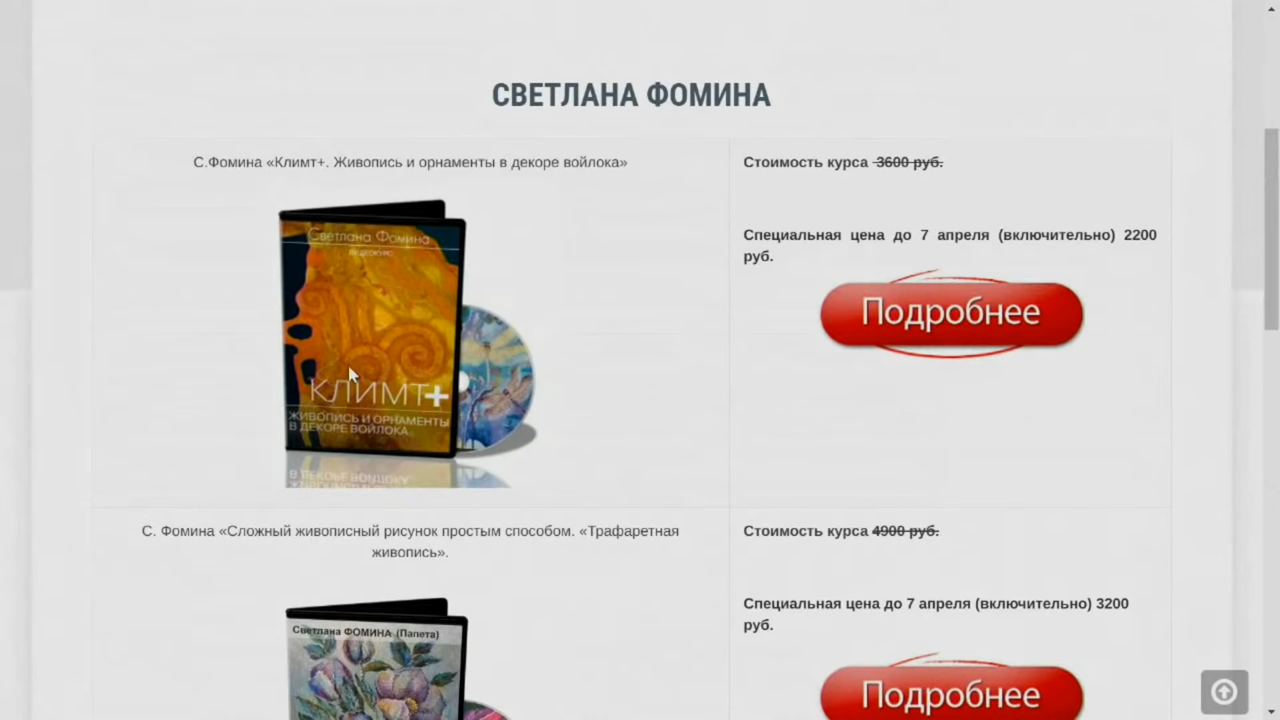 СВЕТЛАНА ФОМИНА
С.Фомина «Климт+. Живопись и орнаменты в декоре войлока»
Стоимость курса 3600 руб.
Специальная цена до 7 апреля (включительно) 2200
руб.
Подробнее
Светлана Фомина
ВИДЕОКУРС
КЛИМТ+
ЖИВОПИСЬ И ОРНАМЕНТЫ
В ДЕКОРЕ ВОЙЛОКА
С. Фомина «Сложный живописный рисунок простым способом. «Трафаретная
живопись».
Стоимость курса 4900 руб.
Специальная цена до 7 апреля (включительно) 3200
руб.
Подробнее
Светлана ФОМИНА (Папета)